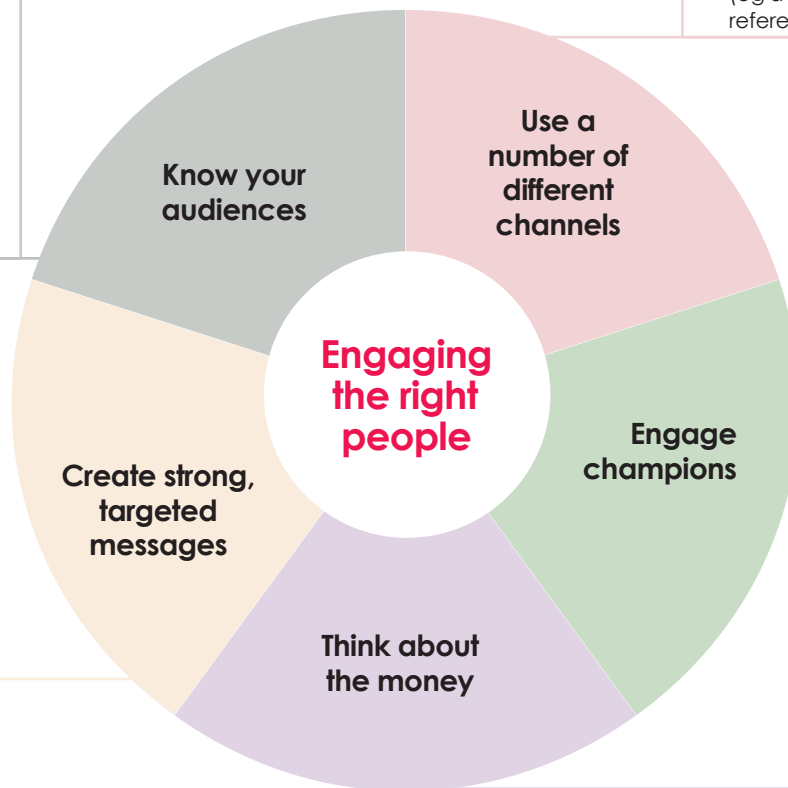 refere
Know your
audiences
Use a
number of
different
channels
Engaging
the right
people
Engage
champions
Create strong,
targeted
messages
Think about
the money